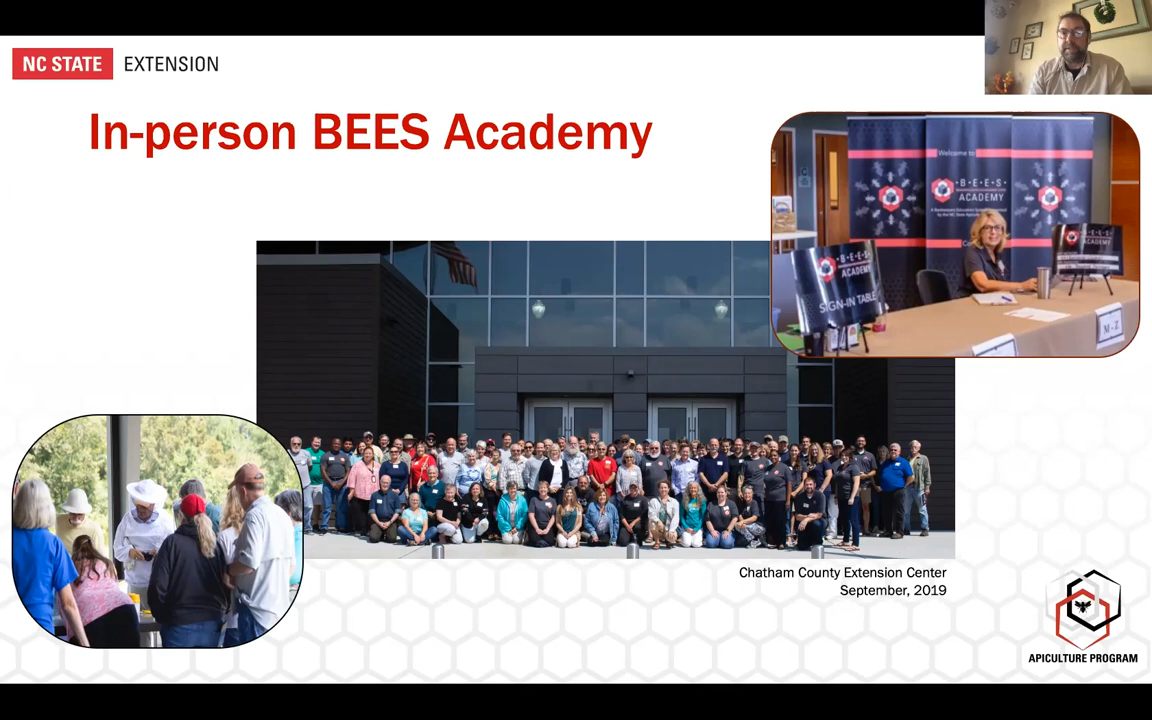 NC STATE EXTENSION
In-person BEES Academy
Welcome to
B•E•E•S
ACADEMY
B•E•E•S
ACADEMY
SIGN-IN TABLE
B•E•E•S
ACADEMY
M-Z
Chatham County Extension Center
September, 2019
APICULTURE PROGRAM